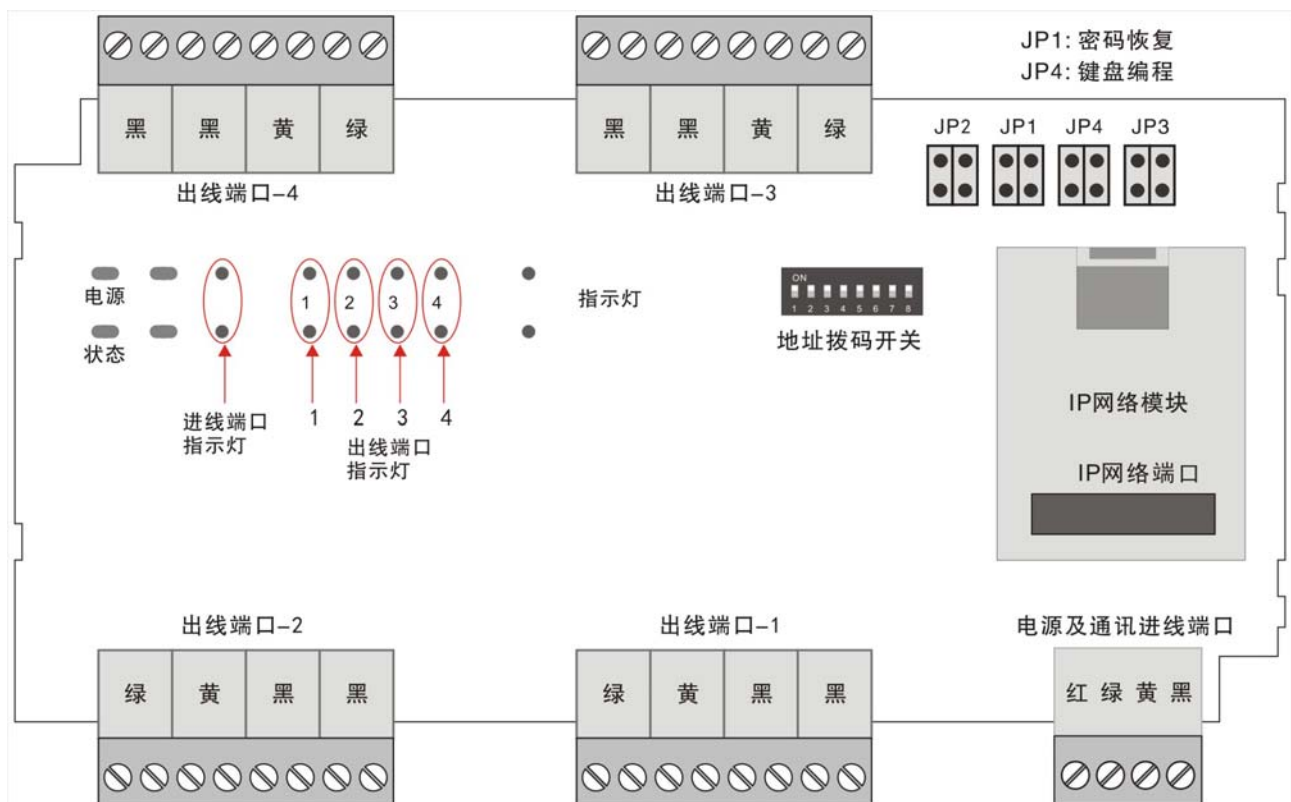 JP1: 密码恢复
JP4: 键盘编程
黑 黑 黄 绿
黑 黑 黄 绿
JP2 JP1 JP4 JP3
出线端口-4
出线端口-3
电源
1 2 3 4
指示灯
ON
1 2 3 4 5 6 7 8
地址拨码开关
状态
进线端口
指示灯
1 2 3 4
出线端口
指示灯
IP网络模块
IP网络端口
出线端口-2
出线端口-1
电源及通讯进线端口
绿 黄 黑 黑
绿 黄 黑 黑
红 绿 黄 黑